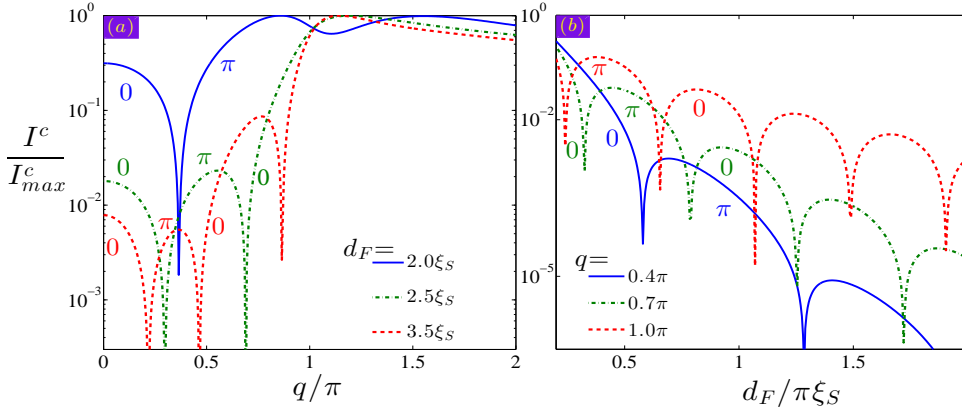 (a)
I^c
I^c_{max}
10^0
10^{-1}
10^{-2}
10^{-3}
0 π
0 π 0
0 π 0
d_F=
2.0ξ_S
2.5ξ_S
3.5ξ_S
0 0.5 1 1.5 2
q/π
(b)
10^0
10^{-2}
10^{-5}
π 0
0 π 0
0 π
q=
0.4π
0.7π
1.0π
0.5 1 1.5
d_F/πξ_S